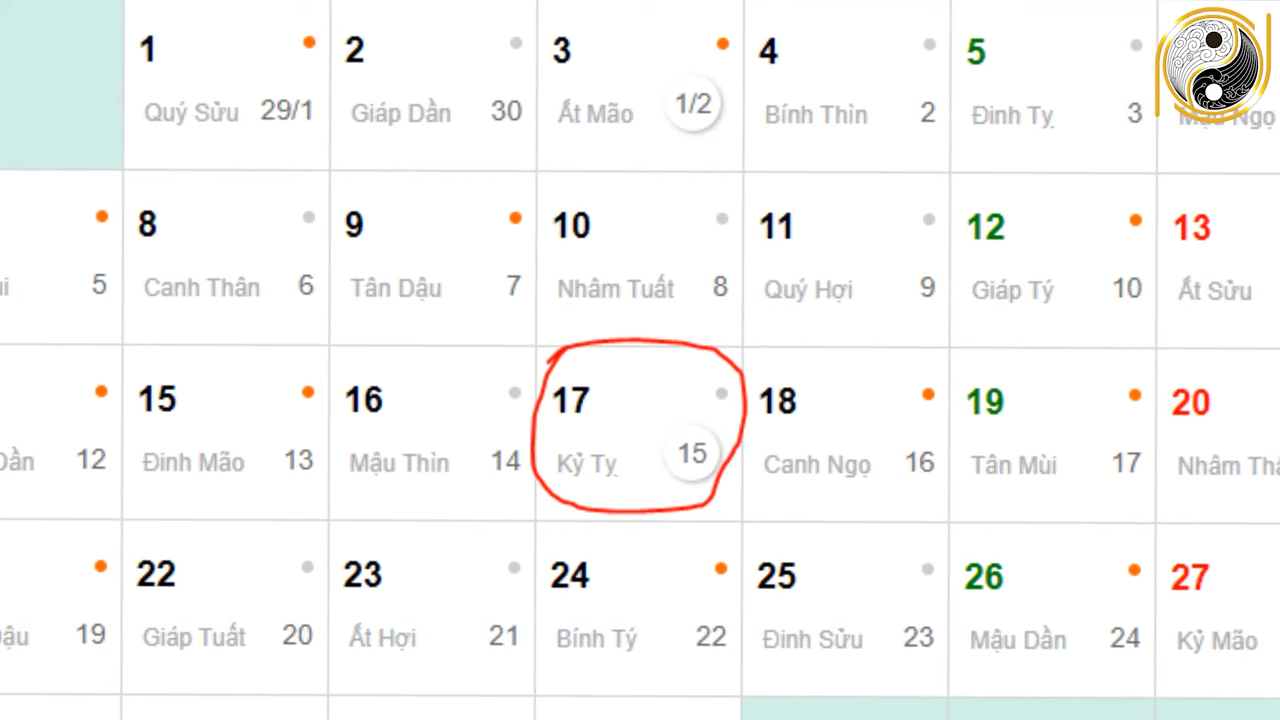 1 2 3 4 5
Quý Sửu 29/1 Giáp Dần 30 Ất Mão 1/2 Bính Thìn 2 Đinh Tỵ 3 Ngọ
8 9 10 11 12 13
5 Canh Thân 6 Tân Dậu 7 Nhâm Tuất 8 Quý Hợi 9 Giáp Tý 10 Ất Sửu
15 16 17 18 19 20
Dần 12 Đinh Mão 13 Mậu Thìn 14 Kỷ Tỵ 15 Canh Ngọ 16 Tân Mùi 17 Nhâm
22 23 24 25 26 27
19 Giáp Tuất 20 Ất Hợi 21 Bính Tý 22 Đinh Sửu 23 Mậu Dần 24 Kỷ Mão